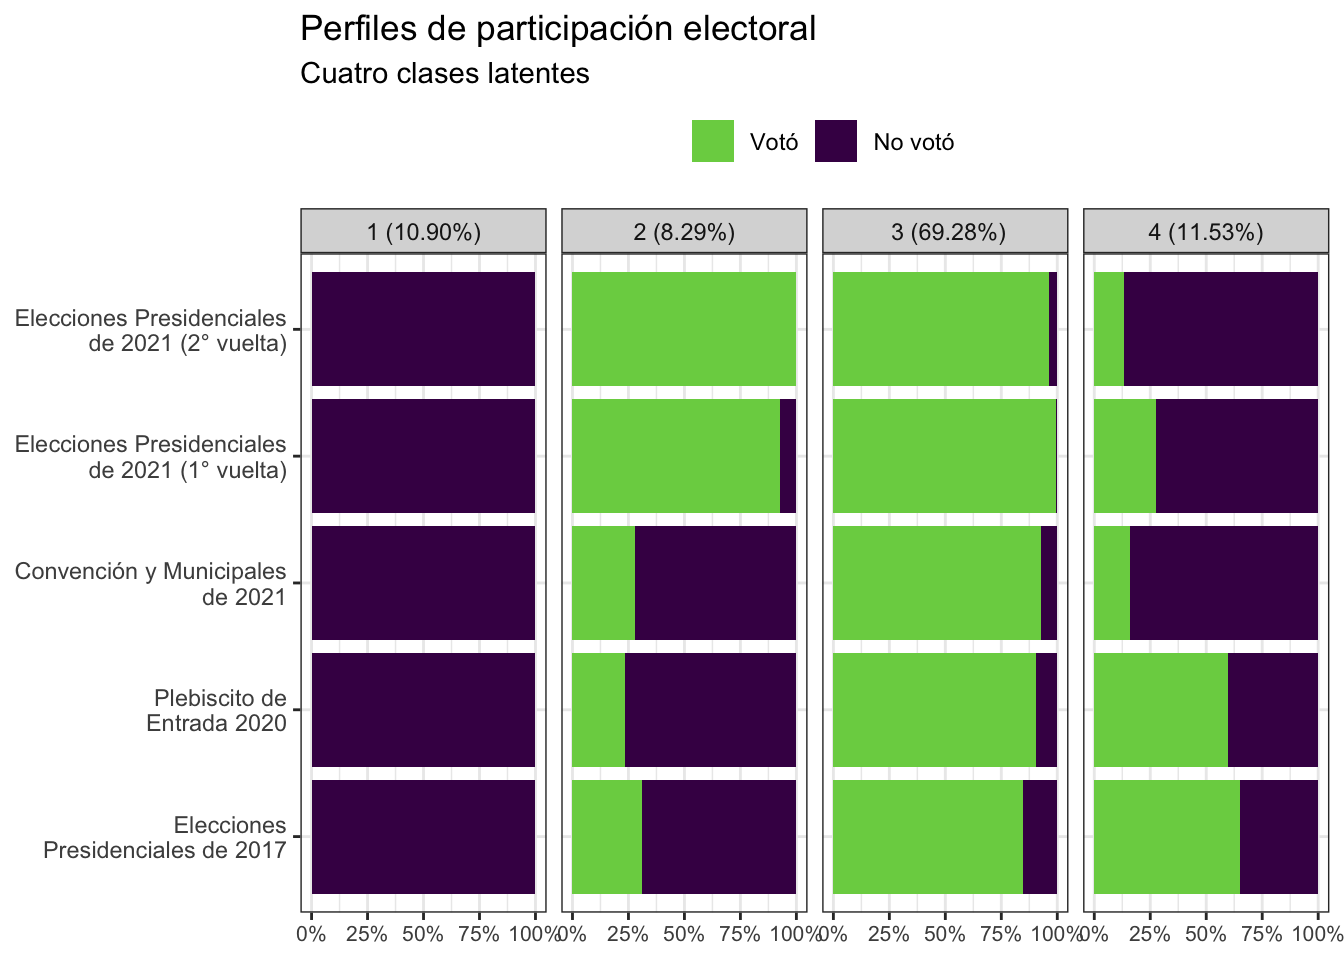 Perfiles de participación electoral
Cuatro clases latentes
Votó
No votó
1 (10.90%)
2 (8.29%)
3 (69.28%)
4 (11.53%)
Elecciones Presidenciales
de 2021 (2° vuelta)
Elecciones Presidenciales
de 2021 (1° vuelta)
Convención y Municipales
de 2021
Plebiscito de
Entrada 2020
Elecciones
Presidenciales de 2017
0% 25% 50% 75% 100%
0% 25% 50% 75% 100%
0% 25% 50% 75% 100%
0% 25% 50% 75% 100%